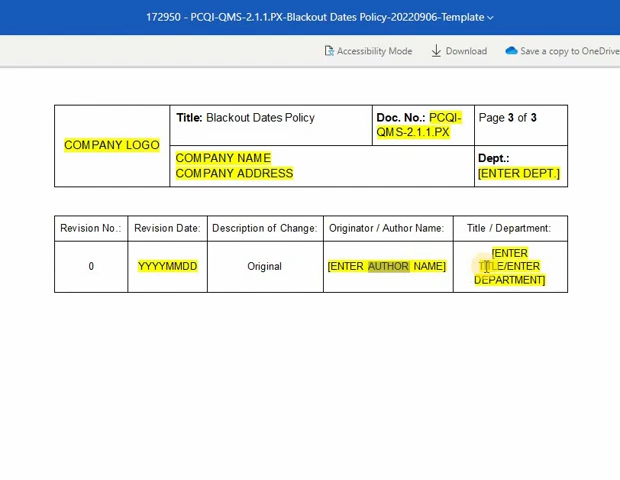 172950 - PCQI-QMS-2.1.1.PX-Blackout Dates Policy-20220906-Template
Accessibility Mode Download Save a copy to OneDrive
COMPANY LOGO
Title: Blackout Dates Policy
Doc. No.: PCQI-
QMS-2.1.1.PX
Page 3 of 3
COMPANY NAME
COMPANY ADDRESS
Dept.:
[ENTER DEPT.]
Revision No.: Revision Date: Description of Change: Originator / Author Name: Title / Department:
0 YYYYMMDD Original [ENTER AUTHOR NAME]
[ENTER
TITLE/ENTER
DEPARTMENT]